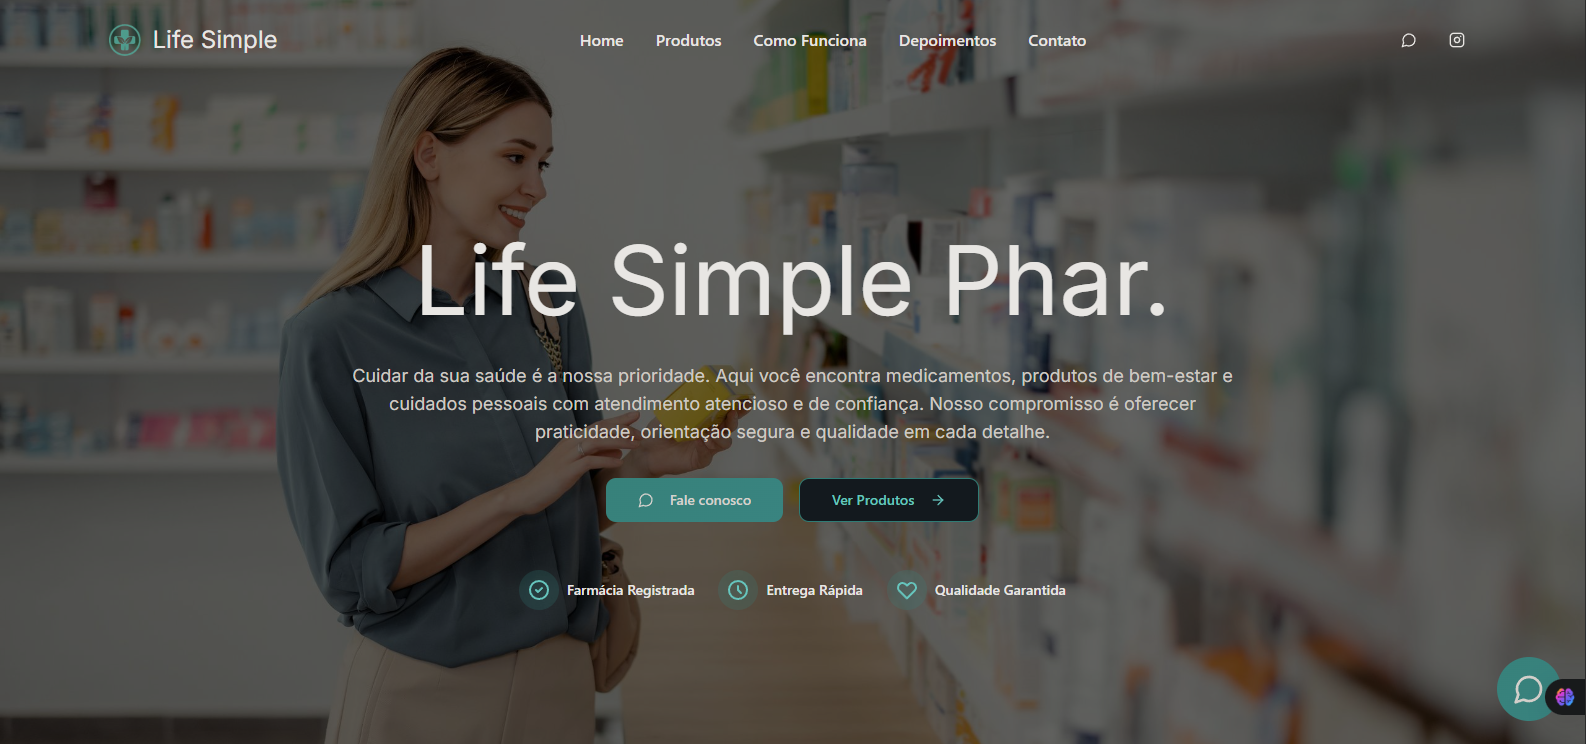 Life Simple
Home
Produtos
Como Funciona
Depoimentos
Contato
Life Simple Phar.
Cuidar da sua saúde é a nossa prioridade. Aqui você encontra medicamentos, produtos de bem-estar e
cuidados pessoais com atendimento atencioso e de confiança. Nosso compromisso é oferecer
praticidade, orientação segura e qualidade em cada detalhe.
Fale conosco
Ver Produtos
Farmácia Registrada
Entrega Rápida
Qualidade Garantida